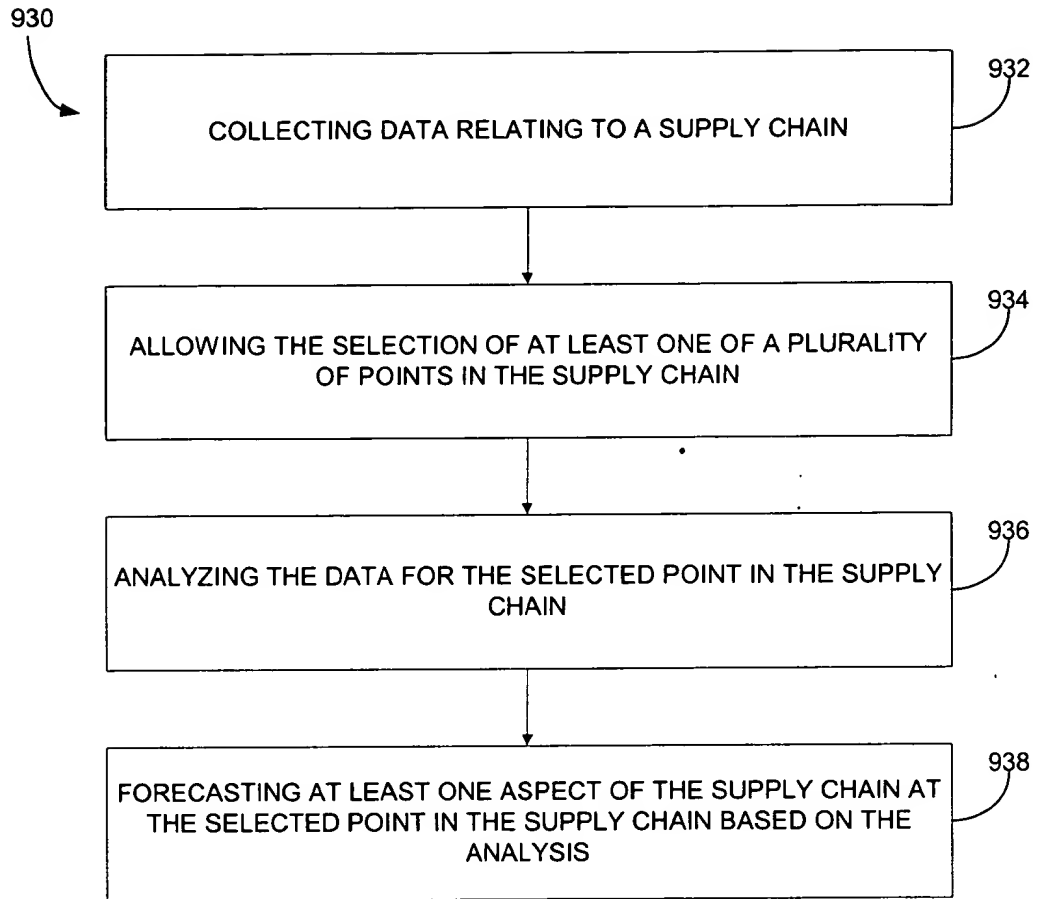 930
932
COLLECTING DATA RELATING TO A SUPPLY CHAIN
934
ALLOWING THE SELECTION OF AT LEAST ONE OF A PLURALITY
OF POINTS IN THE SUPPLY CHAIN
936
ANALYZING THE DATA FOR THE SELECTED POINT IN THE SUPPLY
CHAIN
938
FORECASTING AT LEAST ONE ASPECT OF THE SUPPLY CHAIN AT
THE SELECTED POINT IN THE SUPPLY CHAIN BASED ON THE
ANALYSIS